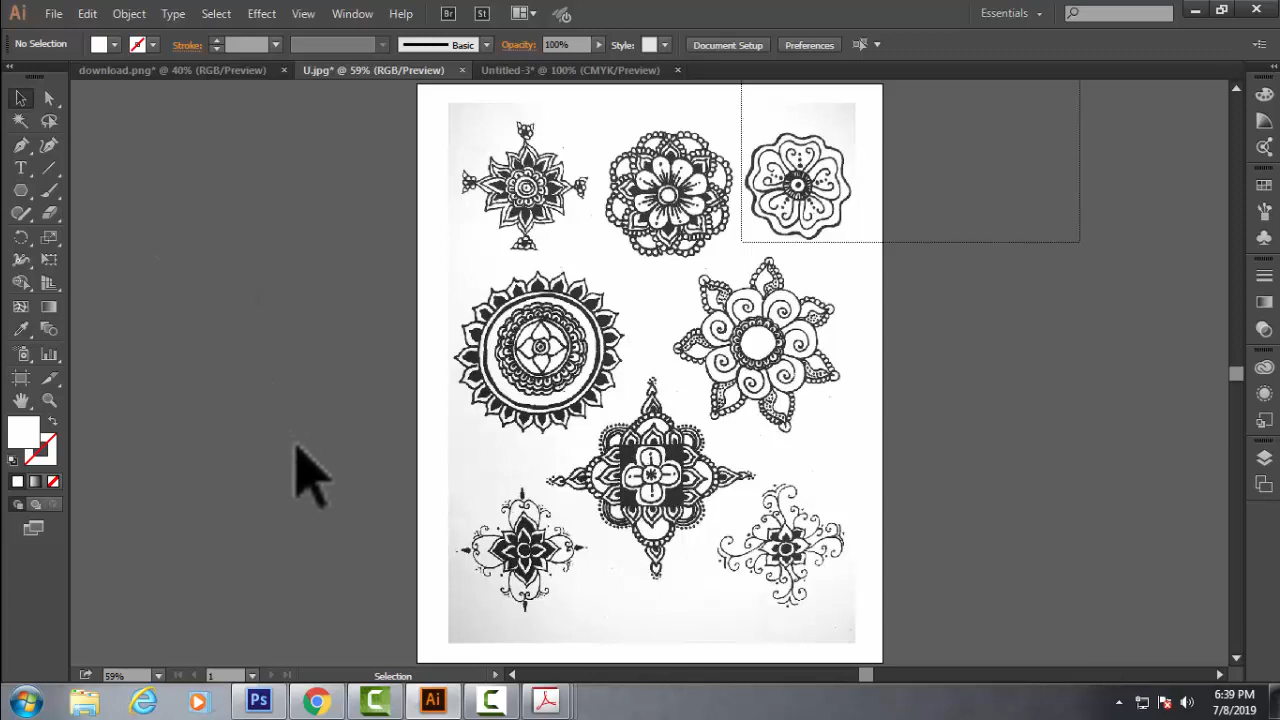 Ai File Edit Object Type Select Effect View Window Help Br St Essentials
No Selection Stroke: Basic Opacity: 100% Style: Document Setup Preferences
download.png* @ 40% (RGB/Preview) × U.jpg* @ 59% (RGB/Preview) × Untitled-3* @ 100% (CMYK/Preview) ×
59% 1 Selection
Ps Ai 6:39 PM
7/8/2019